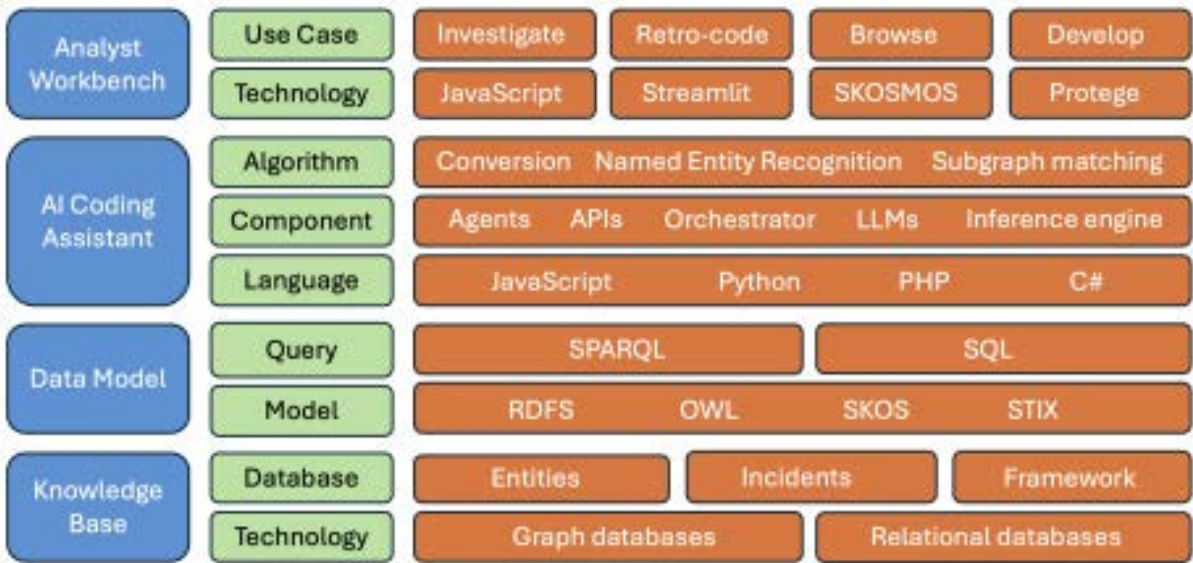 Analyst
Workbench
Use Case
Investigate
Retro-code
Browse
Develop
Technology
JavaScript
Streamlit
SKOSMOS
Protege
AI Coding
Assistant
Algorithm
Conversion Named Entity Recognition Subgraph matching
Component
Agents APIs Orchestrator LLMs Inference engine
Language
JavaScript Python PHP C#
Data Model
Query
SPARQL
SQL
Model
RDFS OWL SKOS STIX
Knowledge
Base
Database
Entities
Incidents
Framework
Technology
Graph databases
Relational databases